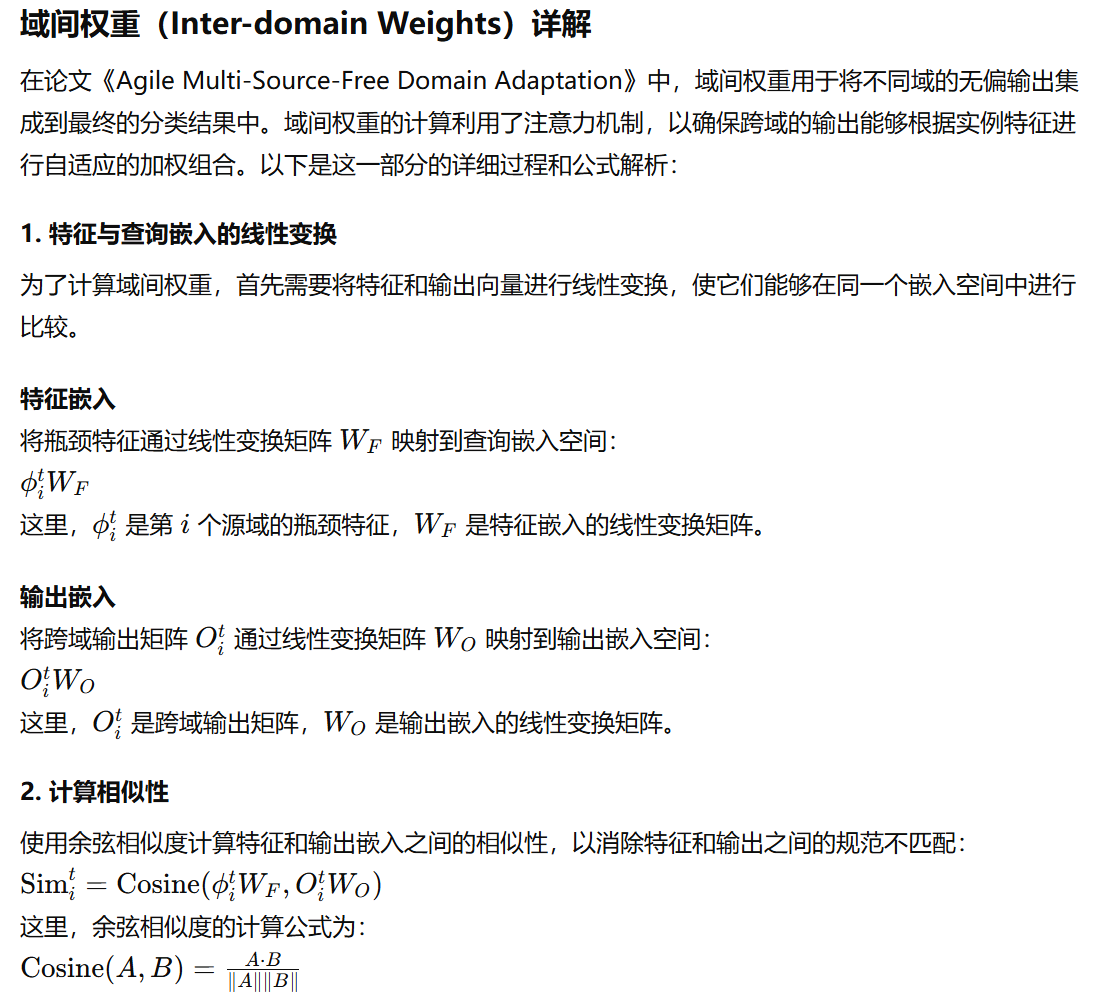 域间权重（Inter-domain Weights）详解
在论文《Agile Multi-Source-Free Domain Adaptation》中，域间权重用于将不同域的无偏输出集
成到最终的分类结果中。域间权重的计算利用了注意力机制，以确保跨域的输出能够根据实例特征进
行自适应的加权组合。以下是这一部分的详细过程和公式解析：
1. 特征与查询嵌入的线性变换
为了计算域间权重，首先需要将特征和输出向量进行线性变换，使它们能够在同一个嵌入空间中进行
比较。
特征嵌入
将瓶颈特征通过线性变换矩阵 $W_F$ 映射到查询嵌入空间：
$\phi_i^t W_F$
这里，$\phi_i^t$ 是第 $i$ 个源域的瓶颈特征，$W_F$ 是特征嵌入的线性变换矩阵。
输出嵌入
将跨域输出矩阵 $O_i^t$ 通过线性变换矩阵 $W_O$ 映射到输出嵌入空间：
$O_i^t W_O$
这里，$O_i^t$ 是跨域输出矩阵，$W_O$ 是输出嵌入的线性变换矩阵。
2. 计算相似性
使用余弦相似度计算特征和输出嵌入之间的相似性，以消除特征和输出之间的规范不匹配：
$\text{Sim}_i^t = \text{Cosine}(\phi_i^t W_F, O_i^t W_O)$
这里，余弦相似度的计算公式为：
$\text{Cosine}(A, B) = \frac{A \cdot B}{\|A\|\|B\|}$